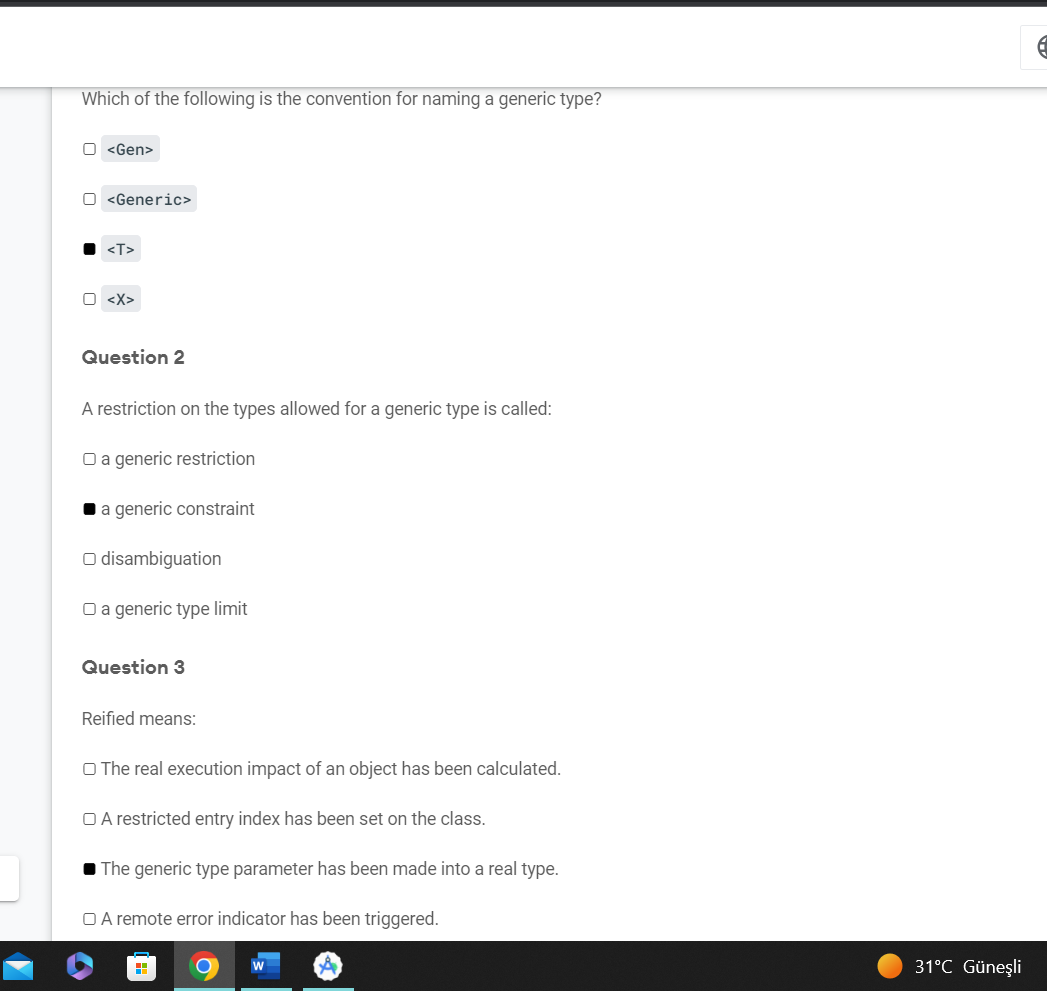 Which of the following is the convention for naming a generic type?
<Gen>
<Generic>
<T>
<X>
Question 2
A restriction on the types allowed for a generic type is called:
a generic restriction
a generic constraint
disambiguation
a generic type limit
Question 3
Reified means:
The real execution impact of an object has been calculated.
A restricted entry index has been set on the class.
The generic type parameter has been made into a real type.
A remote error indicator has been triggered.
W
31°C Güneşli